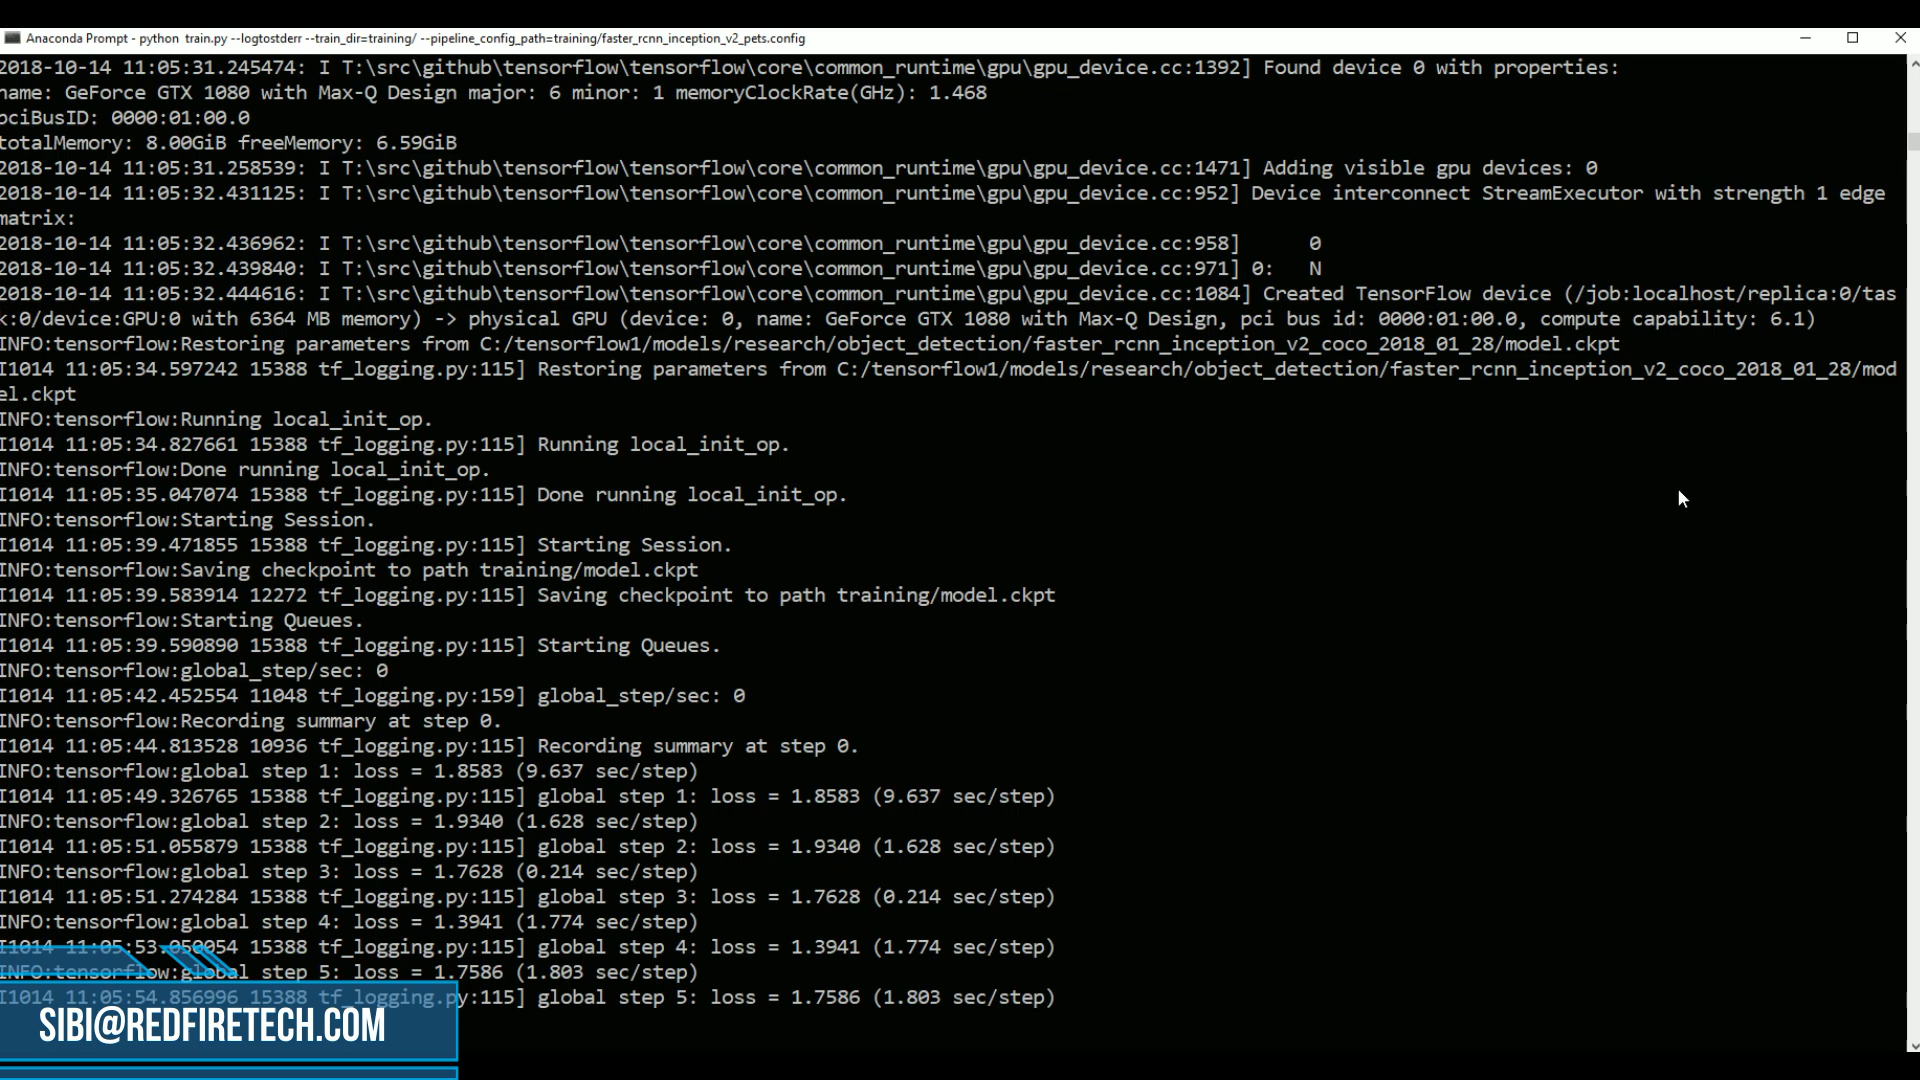 Anaconda Prompt - python train.py --logtostderr --train_dir=training/ --pipeline_config_path=training/faster_rcnn_inception_v2_pets.config
2018-10-14 11:05:31.245474: I T:\src\github\tensorflow\tensorflow\core\common_runtime\gpu\gpu_device.cc:1392] Found device 0 with properties:
name: GeForce GTX 1080 with Max-Q Design major: 6 minor: 1 memoryClockRate(GHz): 1.468
pciBusID: 0000:01:00.0
totalMemory: 8.00GiB freeMemory: 6.59GiB
2018-10-14 11:05:31.258539: I T:\src\github\tensorflow\tensorflow\core\common_runtime\gpu\gpu_device.cc:1471] Adding visible gpu devices: 0
2018-10-14 11:05:32.431125: I T:\src\github\tensorflow\tensorflow\core\common_runtime\gpu\gpu_device.cc:952] Device interconnect StreamExecutor with strength 1 edge
matrix:
2018-10-14 11:05:32.436962: I T:\src\github\tensorflow\tensorflow\core\common_runtime\gpu\gpu_device.cc:958]      0
2018-10-14 11:05:32.439840: I T:\src\github\tensorflow\tensorflow\core\common_runtime\gpu\gpu_device.cc:971] 0:   N
2018-10-14 11:05:32.444616: I T:\src\github\tensorflow\tensorflow\core\common_runtime\gpu\gpu_device.cc:1084] Created TensorFlow device (/job:localhost/replica:0/tas
k:0/device:GPU:0 with 6364 MB memory) -> physical GPU (device: 0, name: GeForce GTX 1080 with Max-Q Design, pci bus id: 0000:01:00.0, compute capability: 6.1)
INFO:tensorflow:Restoring parameters from C:/tensorflow1/models/research/object_detection/faster_rcnn_inception_v2_coco_2018_01_28/model.ckpt
I1014 11:05:34.597242 15388 tf_logging.py:115] Restoring parameters from C:/tensorflow1/models/research/object_detection/faster_rcnn_inception_v2_coco_2018_01_28/mod
el.ckpt
INFO:tensorflow:Running local_init_op.
I1014 11:05:34.827661 15388 tf_logging.py:115] Running local_init_op.
INFO:tensorflow:Done running local_init_op.
I1014 11:05:35.047074 15388 tf_logging.py:115] Done running local_init_op.
INFO:tensorflow:Starting Session.
I1014 11:05:39.471855 15388 tf_logging.py:115] Starting Session.
INFO:tensorflow:Saving checkpoint to path training/model.ckpt
I1014 11:05:39.583914 12272 tf_logging.py:115] Saving checkpoint to path training/model.ckpt
INFO:tensorflow:Starting Queues.
I1014 11:05:39.590890 15388 tf_logging.py:115] Starting Queues.
INFO:tensorflow:global_step/sec: 0
I1014 11:05:42.452554 11048 tf_logging.py:159] global_step/sec: 0
INFO:tensorflow:Recording summary at step 0.
I1014 11:05:44.813528 10936 tf_logging.py:115] Recording summary at step 0.
INFO:tensorflow:global step 1: loss = 1.8583 (9.637 sec/step)
I1014 11:05:49.326765 15388 tf_logging.py:115] global step 1: loss = 1.8583 (9.637 sec/step)
INFO:tensorflow:global step 2: loss = 1.9340 (1.628 sec/step)
I1014 11:05:51.055879 15388 tf_logging.py:115] global step 2: loss = 1.9340 (1.628 sec/step)
INFO:tensorflow:global step 3: loss = 1.7628 (0.214 sec/step)
I1014 11:05:51.274284 15388 tf_logging.py:115] global step 3: loss = 1.7628 (0.214 sec/step)
INFO:tensorflow:global step 4: loss = 1.3941 (1.774 sec/step)
I1014 11:05:53.050054 15388 tf_logging.py:115] global step 4: loss = 1.3941 (1.774 sec/step)
INFO:tensorflow:global step 5: loss = 1.7586 (1.803 sec/step)
I1014 11:05:54.856996 15388 tf_logging.py:115] global step 5: loss = 1.7586 (1.803 sec/step)
SIBI@REDFIRETECH.COM